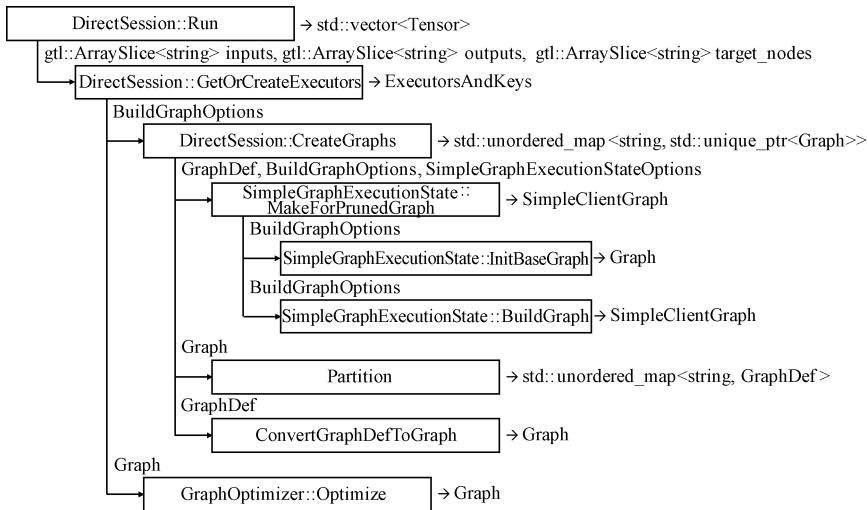 DirectSession::Run → std::vector<Tensor>
gtl::ArraySlice<string> inputs, gtl::ArraySlice<string> outputs, gtl::ArraySlice<string> target_nodes
DirectSession::GetOrCreateExecutors → ExecutorsAndKeys
BuildGraphOptions
DirectSession::CreateGraphs → std::unordered_map<string, std::unique_ptr<Graph>>
GraphDef, BuildGraphOptions, SimpleGraphExecutionStateOptions
SimpleGraphExecutionState::
MakeForPrunedGraph → SimpleClientGraph
BuildGraphOptions
SimpleGraphExecutionState::InitBaseGraph → Graph
BuildGraphOptions
SimpleGraphExecutionState::BuildGraph → SimpleClientGraph
Graph
Partition → std::unordered_map<string, GraphDef>
GraphDef
ConvertGraphDefToGraph → Graph
Graph
GraphOptimizer::Optimize → Graph